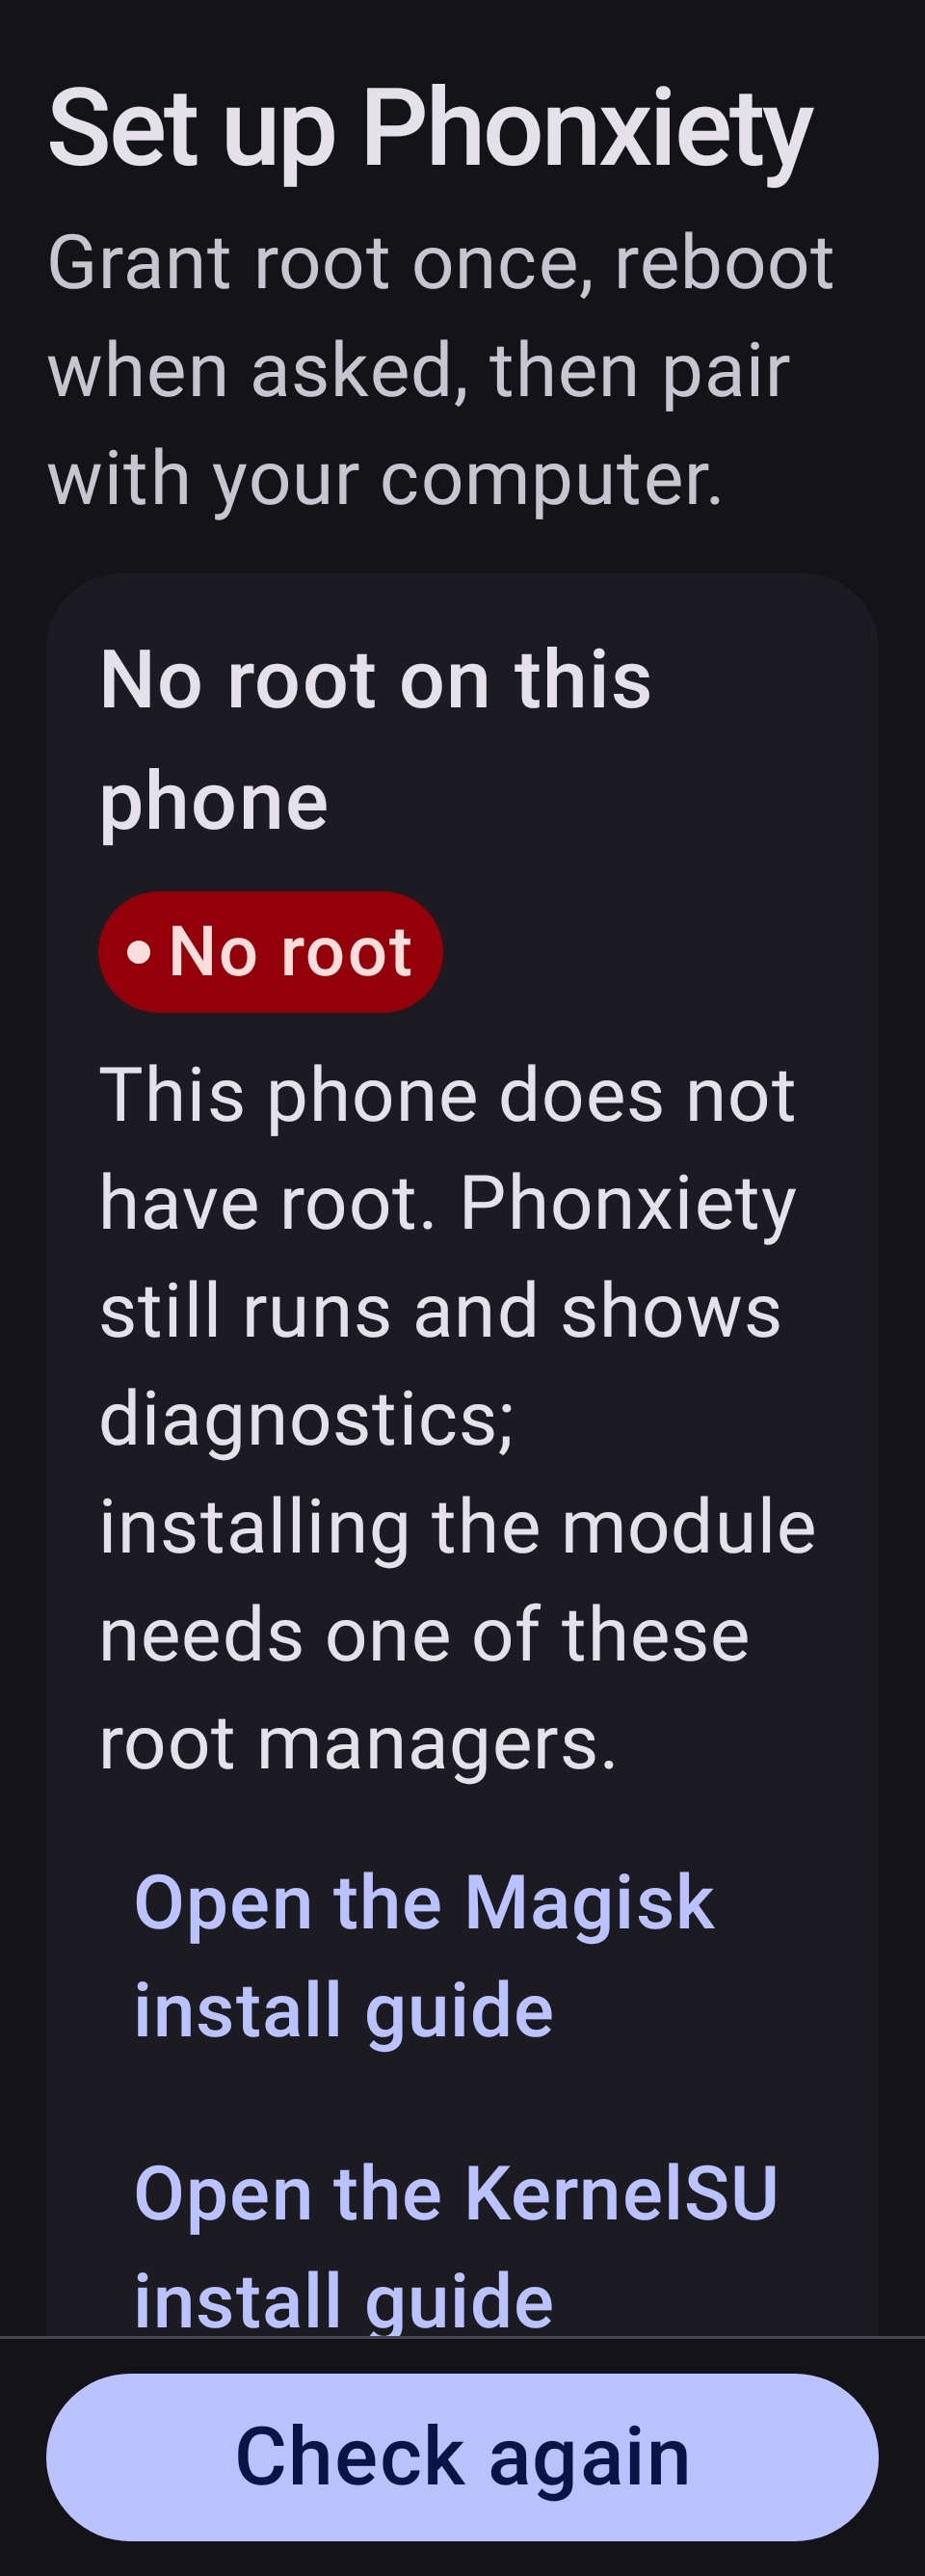 Set up Phonxiety
Grant root once, reboot
when asked, then pair
with your computer.
No root on this
phone
• No root
This phone does not
have root. Phonxiety
still runs and shows
diagnostics;
installing the module
needs one of these
root managers.
Open the Magisk
install guide
Open the KernelSU
install guide
Check again